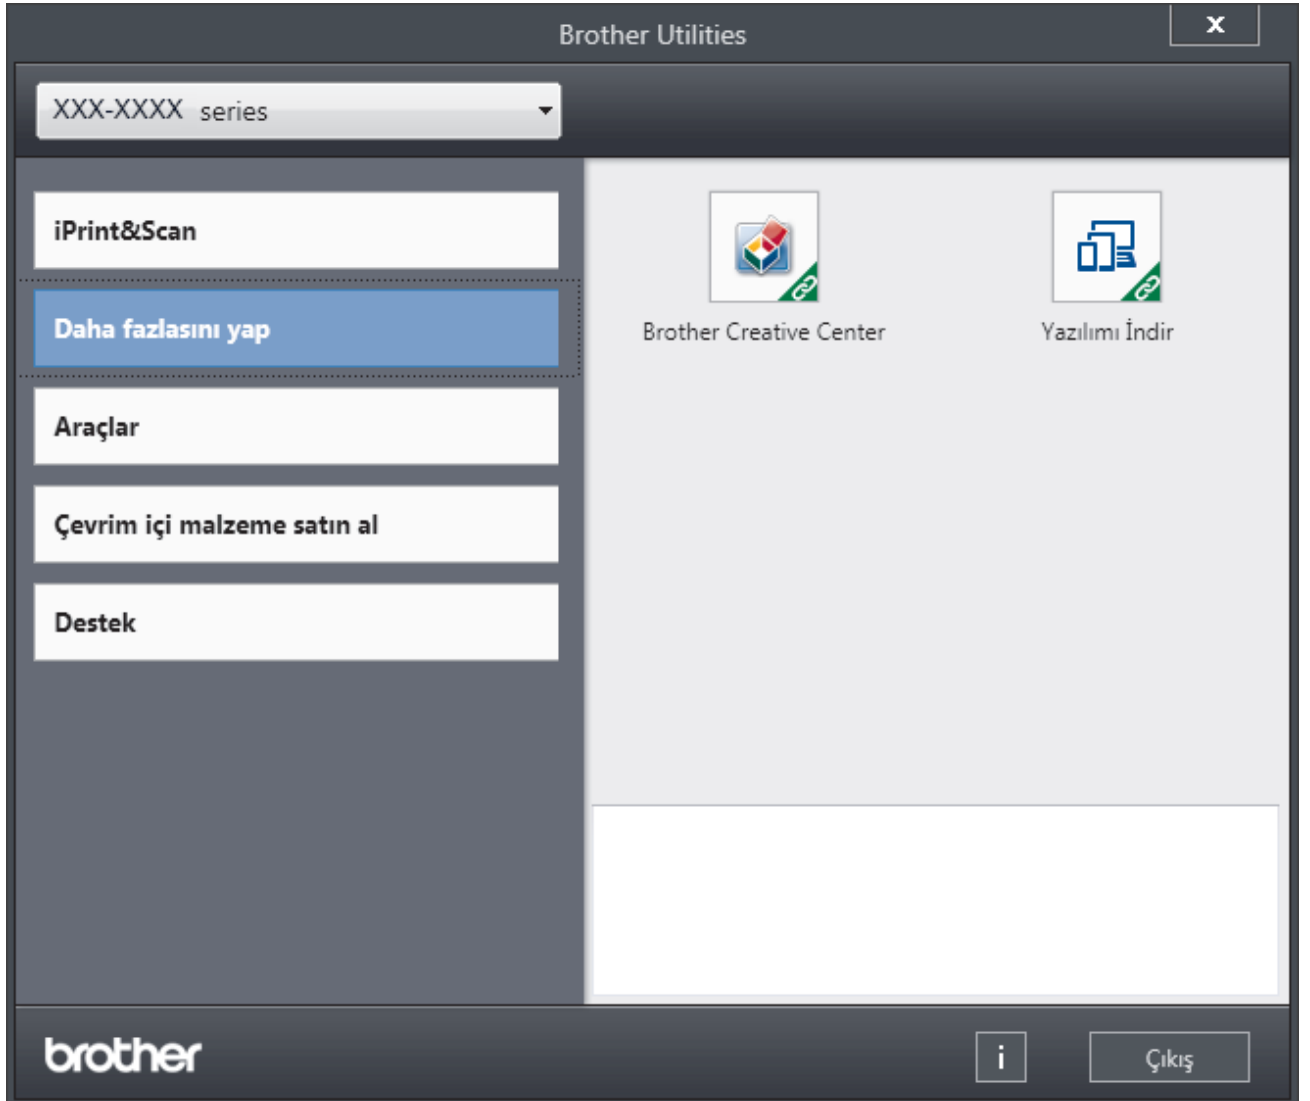 Brother Utilities
x
XXX-XXXX series
iPrint&Scan
Daha fazlasını yap
Araçlar
Çevrim içi malzeme satın al
Destek
Brother Creative Center
Yazılımı İndir
brother
i
Çıkış